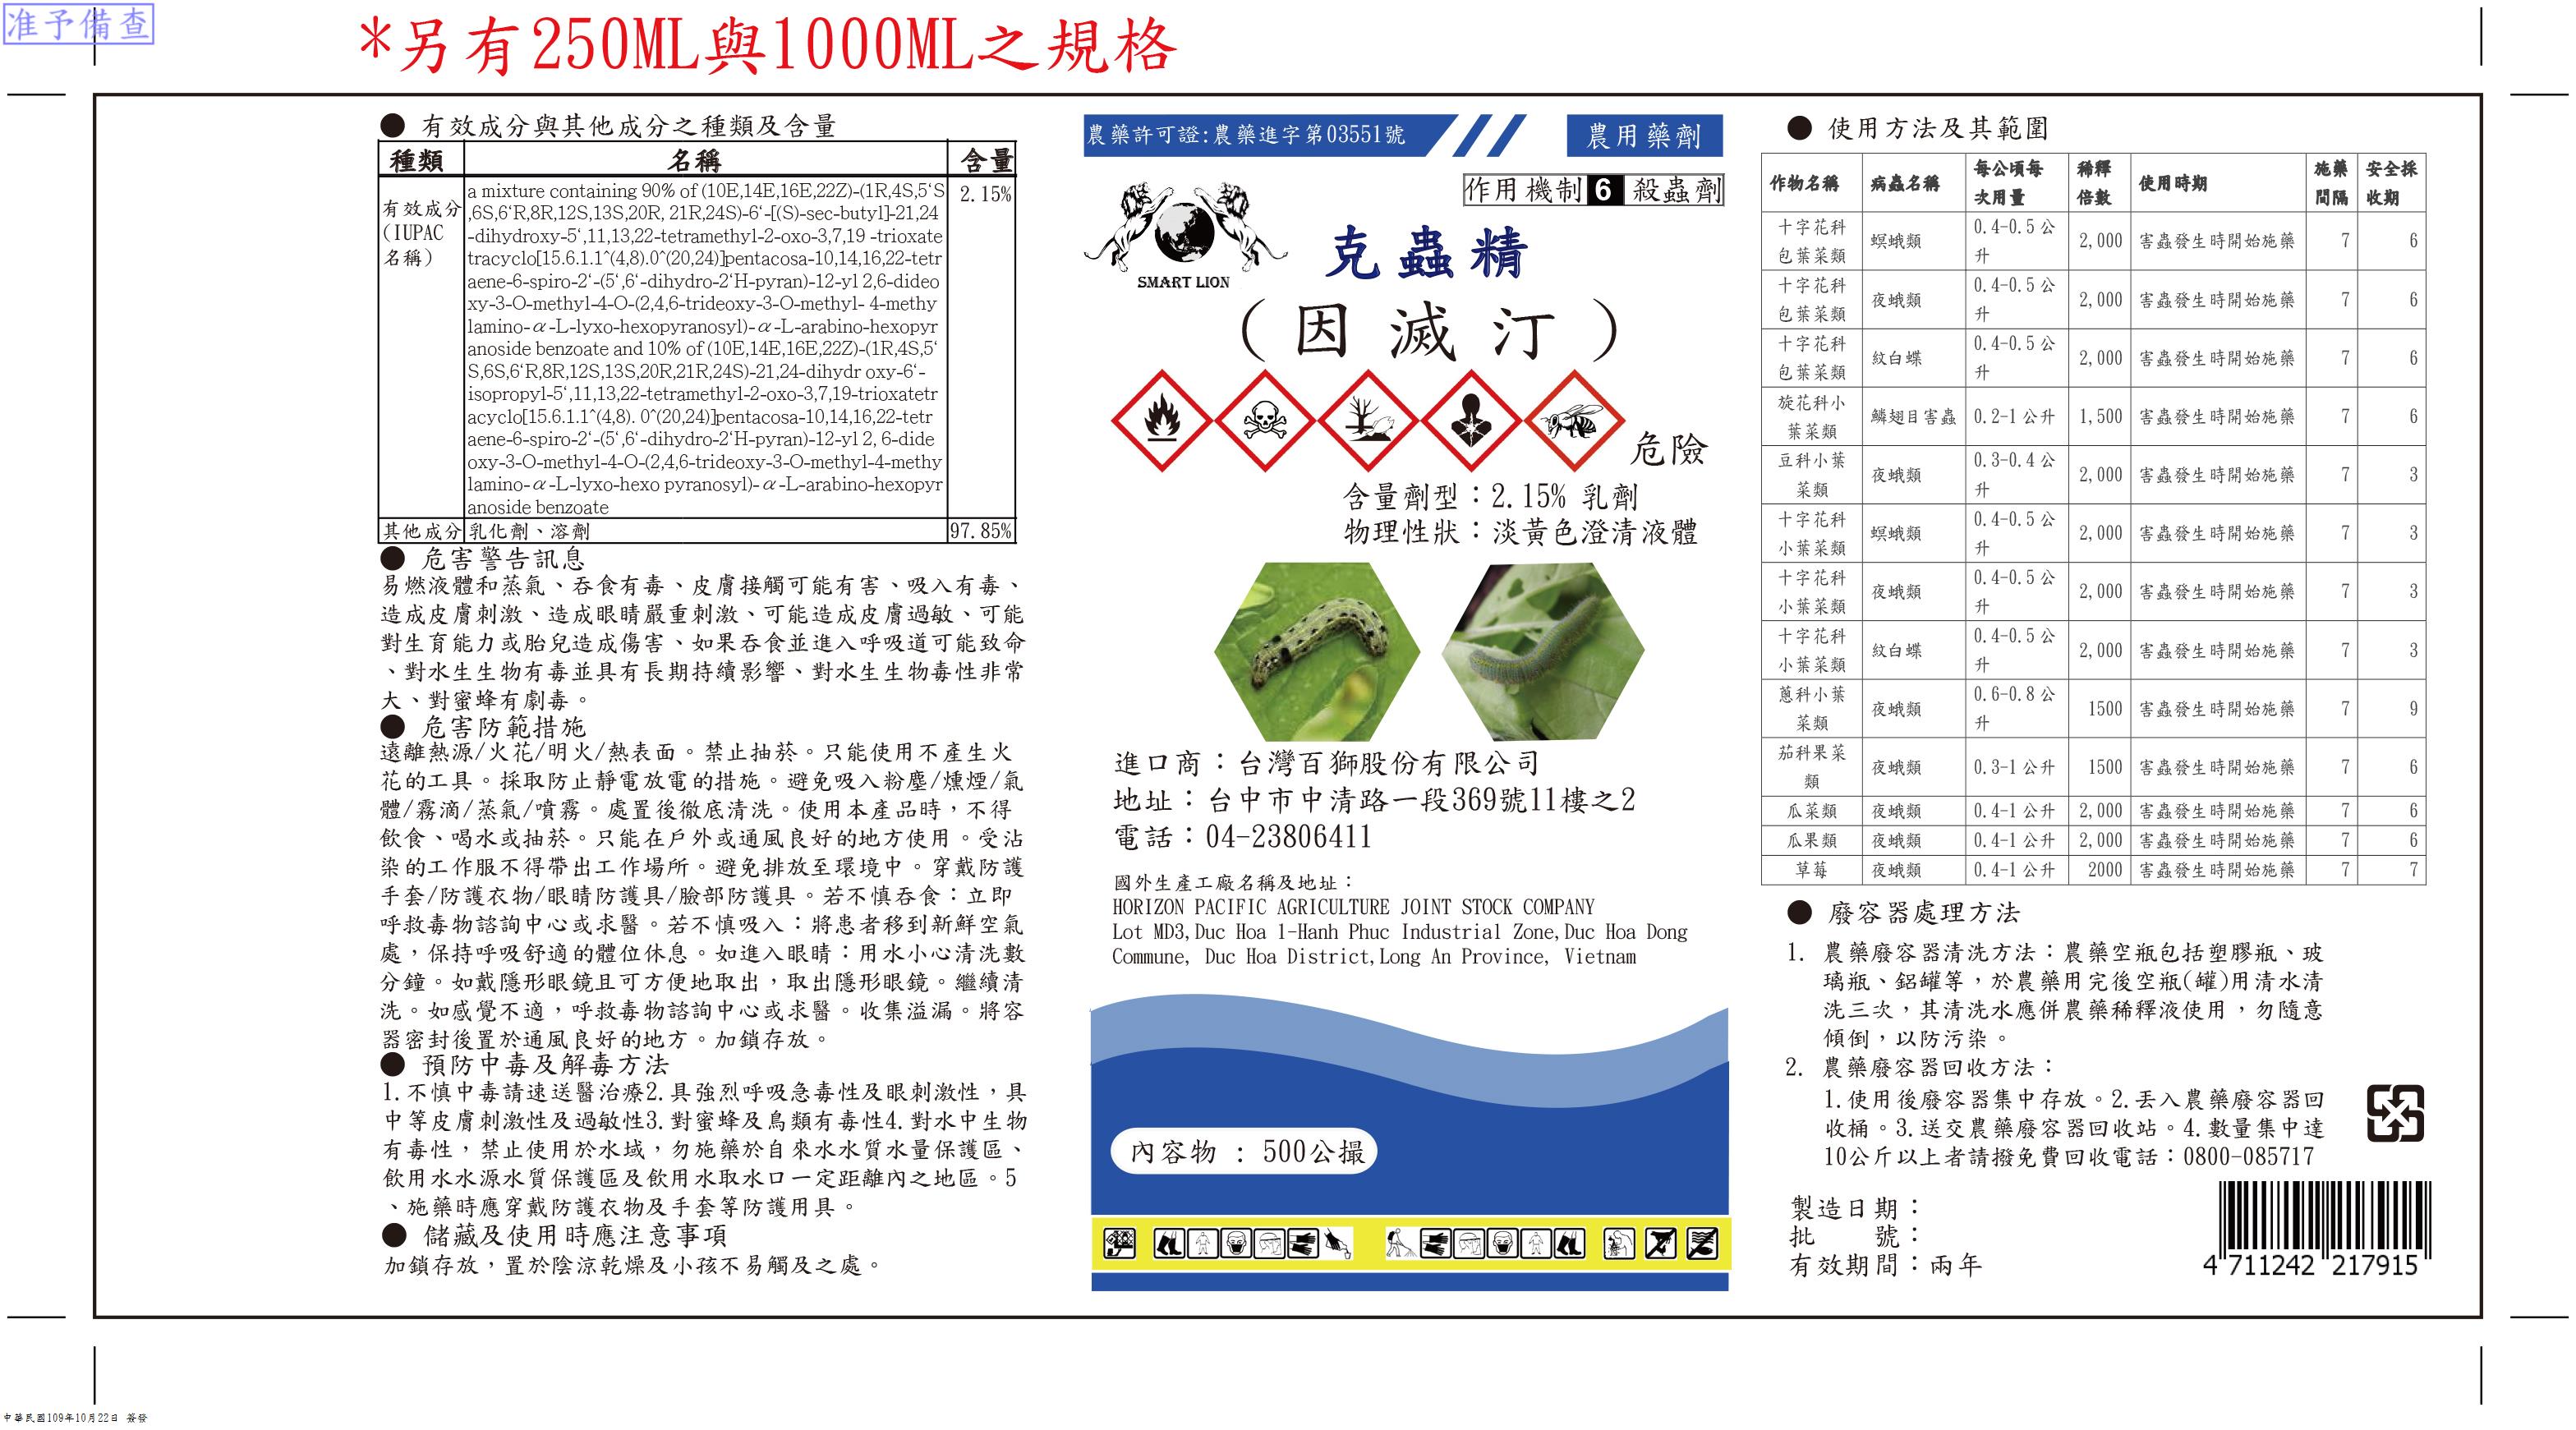 准予備查
*另有250ML與1000ML之規格
● 有效成分與其他成分之種類及含量
種類 名稱 含量
有效成分(IUPAC名稱)
a mixture containing 90% of (10E,14E,16E,22Z)-(1R,4S,5‘S
,6S,6‘R,8R,12S,13S,20R, 21R,24S)-6‘-[(S)-sec-butyl]-21,24
-dihydroxy-5‘,11,13,22-tetramethyl-2-oxo-3,7,19 -trioxate
tracyclo[15.6.1.1^(4,8).0^(20,24)]pentacosa-10,14,16,22-tetr
aene-6-spiro-2‘-(5‘,6‘-dihydro-2‘H-pyran)-12-yl 2,6-dideo
xy-3-O-methyl-4-O-(2,4,6-trideoxy-3-O-methyl- 4-methy
lamino-α-L-lyxo-hexopyranosyl)-α-L-arabino-hexopyr
anoside benzoate and 10% of (10E,14E,16E,22Z)-(1R,4S,5‘
S,6S,6‘R,8R,12S,13S,20R,21R,24S)-21,24-dihydr oxy-6‘-
isopropyl-5‘,11,13,22-tetramethyl-2-oxo-3,7,19-trioxatetr
acyclo[15.6.1.1^(4,8). 0^(20,24)]pentacosa-10,14,16,22-tetr
aene-6-spiro-2‘-(5‘,6‘-dihydro-2‘H-pyran)-12-yl 2, 6-dide
oxy-3-O-methyl-4-O-(2,4,6-trideoxy-3-O-methyl-4-methy
lamino-α-L-lyxo-hexo pyranosyl)-α-L-arabino-hexopyr
anoside benzoate
2.15%
其他成分 乳化劑、溶劑 97.85%
● 危害警告訊息
易燃液體和蒸氣、吞食有毒、皮膚接觸可能有害、吸入有毒、
造成皮膚刺激、造成眼睛嚴重刺激、可能造成皮膚過敏、可能
對生育能力或胎兒造成傷害、如果吞食並進入呼吸道可能致命
、對水生生物有毒並具有長期持續影響、對水生生物毒性非常
大、對蜜蜂有劇毒。
● 危害防範措施
遠離熱源/火花/明火/熱表面。禁止抽菸。只能使用不產生火
花的工具。採取防止靜電放電的措施。避免吸入粉塵/燻煙/氣
體/霧滴/蒸氣/噴霧。處置後徹底清洗。使用本產品時，不得
飲食、喝水或抽菸。只能在戶外或通風良好的地方使用。受沾
染的工作服不得帶出工作場所。避免排放至環境中。穿戴防護
手套/防護衣物/眼睛防護具/臉部防護具。若不慎吞食：立即
呼救毒物諮詢中心或求醫。若不慎吸入：將患者移到新鮮空氣
處，保持呼吸舒適的體位休息。如進入眼睛：用水小心清洗數
分鐘。如戴隱形眼鏡且可方便地取出，取出隱形眼鏡。繼續清
洗。如感覺不適，呼救毒物諮詢中心或求醫。收集溢漏。將容
器密封後置於通風良好的地方。加鎖存放。
● 預防中毒及解毒方法
1.不慎中毒請速送醫治療2.具強烈呼吸急毒性及眼刺激性，具
中等皮膚刺激性及過敏性3.對蜜蜂及鳥類有毒性4.對水中生物
有毒性，禁止使用於水域，勿施藥於自來水水質水量保護區、
飲用水水源水質保護區及飲用水取水口一定距離內之地區。5
、施藥時應穿戴防護衣物及手套等防護用具。
● 儲藏及使用時應注意事項
加鎖存放，置於陰涼乾燥及小孩不易觸及之處。
農藥許可證:農藥進字第03551號
農用藥劑
作用機制 6 殺蟲劑
SMART LION
克蟲精
(因滅汀)
危險
含量劑型：2.15% 乳劑
物理性狀：淡黃色澄清液體
進口商：台灣百獅股份有限公司
地址：台中市中清路一段369號11樓之2
電話：04-23806411
國外生產工廠名稱及地址：
HORIZON PACIFIC AGRICULTURE JOINT STOCK COMPANY
Lot MD3,Duc Hoa 1-Hanh Phuc Industrial Zone,Duc Hoa Dong
Commune, Duc Hoa District,Long An Province, Vietnam
內容物 : 500公撮
● 使用方法及其範圍
作物名稱 病蟲名稱 每公頃每次用量 稀釋倍數 使用時期 施藥間隔 安全採收期
十字花科包葉菜類 螟蛾類 0.4-0.5 公升 2,000 害蟲發生時開始施藥 7 6
十字花科包葉菜類 夜蛾類 0.4-0.5 公升 2,000 害蟲發生時開始施藥 7 6
十字花科包葉菜類 紋白蝶 0.4-0.5 公升 2,000 害蟲發生時開始施藥 7 6
旋花科小葉菜類 鱗翅目害蟲 0.2-1 公升 1,500 害蟲發生時開始施藥 7 6
豆科小葉菜類 夜蛾類 0.3-0.4 公升 2,000 害蟲發生時開始施藥 7 3
十字花科小葉菜類 螟蛾類 0.4-0.5 公升 2,000 害蟲發生時開始施藥 7 3
十字花科小葉菜類 夜蛾類 0.4-0.5 公升 2,000 害蟲發生時開始施藥 7 3
十字花科小葉菜類 紋白蝶 0.4-0.5 公升 2,000 害蟲發生時開始施藥 7 3
蔥科小葉菜類 夜蛾類 0.6-0.8 公升 1500 害蟲發生時開始施藥 7 9
茄科果菜類 夜蛾類 0.3-1 公升 1500 害蟲發生時開始施藥 7 6
瓜菜類 夜蛾類 0.4-1 公升 2,000 害蟲發生時開始施藥 7 6
瓜果類 夜蛾類 0.4-1 公升 2,000 害蟲發生時開始施藥 7 6
草莓 夜蛾類 0.4-1 公升 2000 害蟲發生時開始施藥 7 7
● 廢容器處理方法
1. 農藥廢容器清洗方法：農藥空瓶包括塑膠瓶、玻
璃瓶、鋁罐等，於農藥用完後空瓶(罐)用清水清
洗三次，其清洗水應併農藥稀釋液使用，勿隨意
傾倒，以防污染。
2. 農藥廢容器回收方法：
1.使用後廢容器集中存放。2.丟入農藥廢容器回
收桶。3.送交農藥廢容器回收站。4.數量集中達
10公斤以上者請撥免費回收電話：0800-085717
製造日期：
批 號：
有效期間：兩年
4 711242 217915
中華民國109年10月22日 簽發